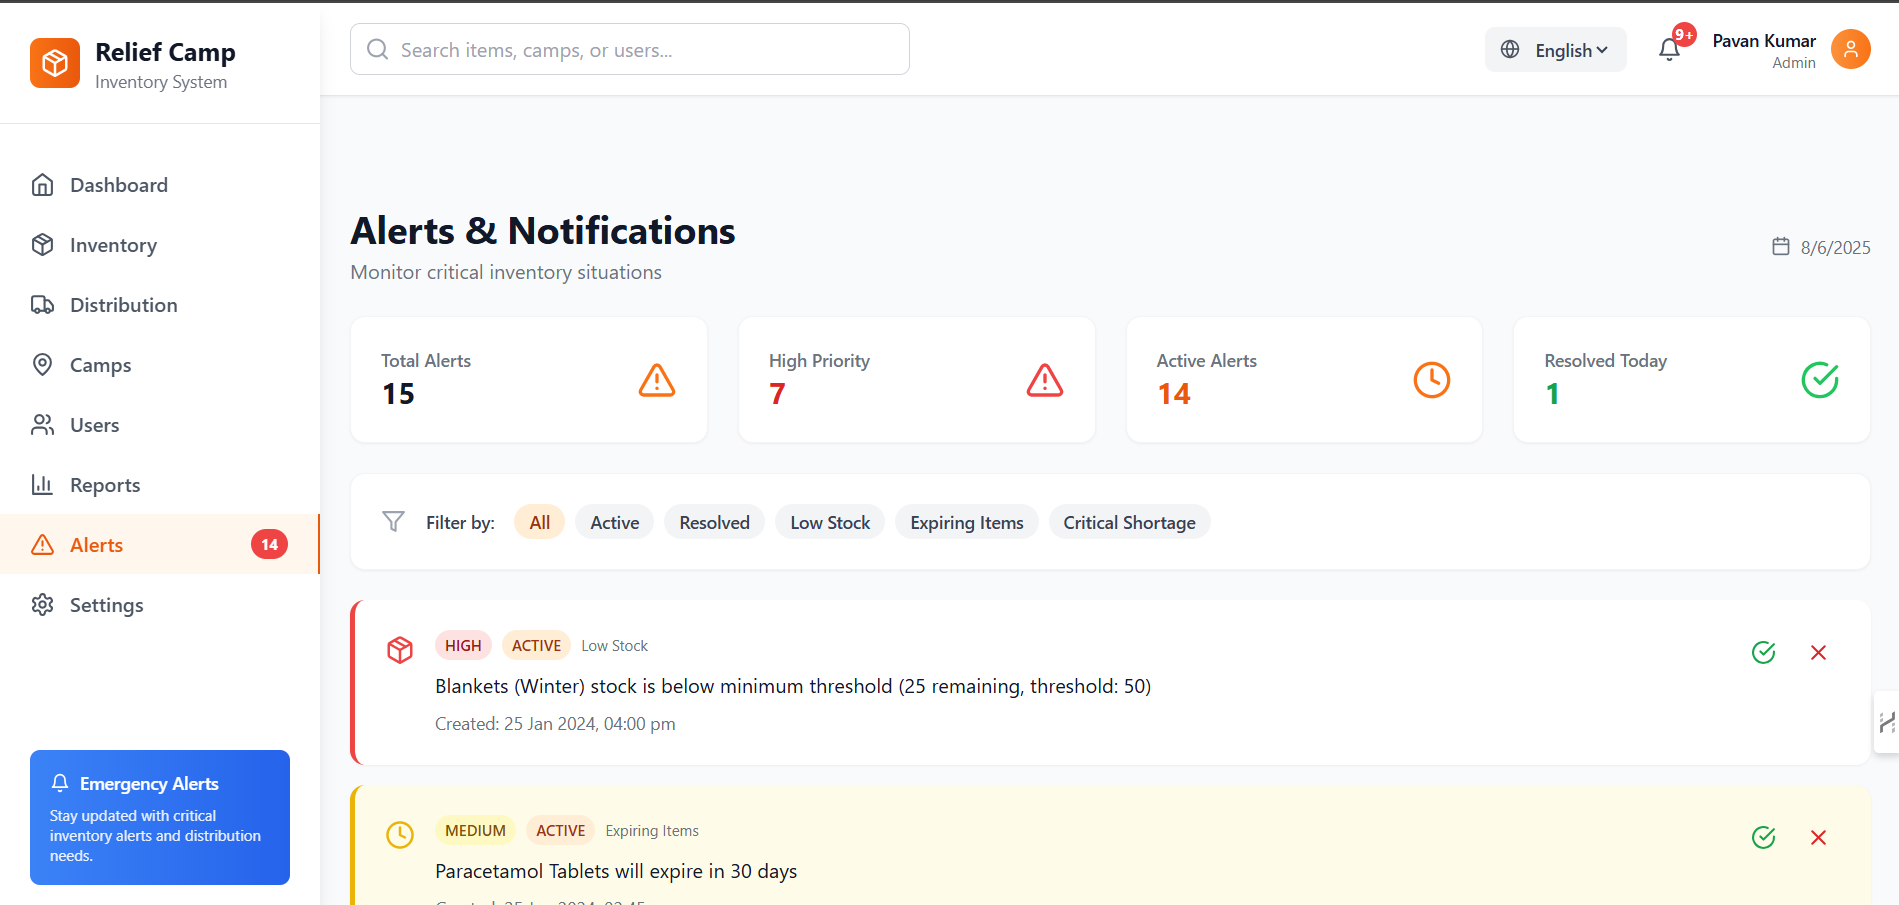 Relief Camp
Inventory System
Search items, camps, or users...
English
9+
Pavan Kumar
Admin
Dashboard
Inventory
Distribution
Camps
Users
Reports
Alerts
14
Settings
Emergency Alerts
Stay updated with critical
inventory alerts and distribution
needs.
Alerts & Notifications
Monitor critical inventory situations
8/6/2025
Total Alerts
15
High Priority
7
Active Alerts
14
Resolved Today
1
Filter by:
All
Active
Resolved
Low Stock
Expiring Items
Critical Shortage
HIGH
ACTIVE
Low Stock
Blankets (Winter) stock is below minimum threshold (25 remaining, threshold: 50)
Created: 25 Jan 2024, 04:00 pm
MEDIUM
ACTIVE
Expiring Items
Paracetamol Tablets will expire in 30 days